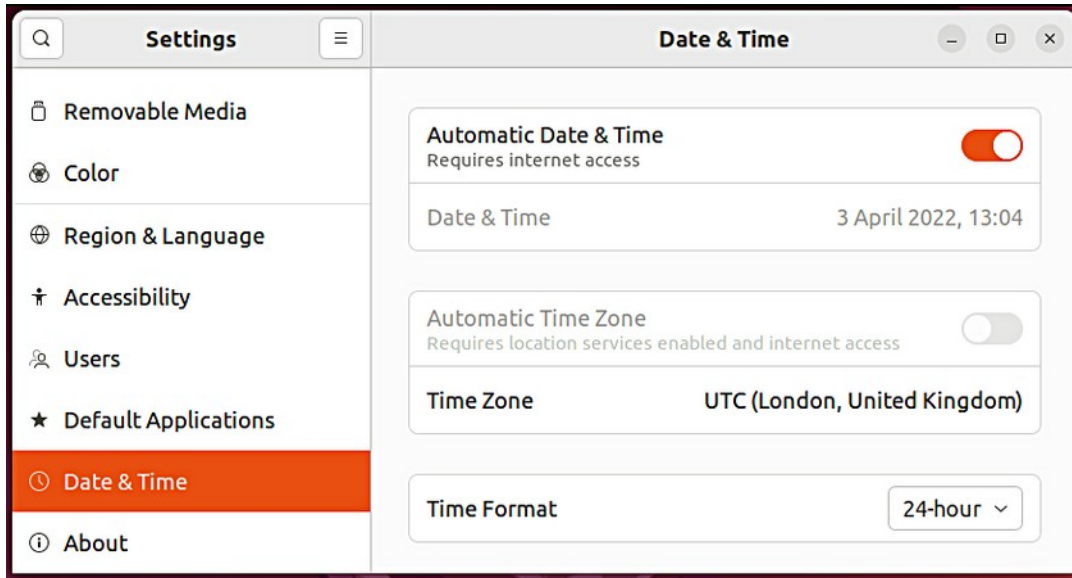 Settings
Removable Media
Color
Region & Language
Accessibility
Users
Default Applications
Date & Time
About
Date & Time
Automatic Date & Time
Requires internet access
Date & Time 3 April 2022, 13:04
Automatic Time Zone
Requires location services enabled and internet access
Time Zone UTC (London, United Kingdom)
Time Format 24-hour